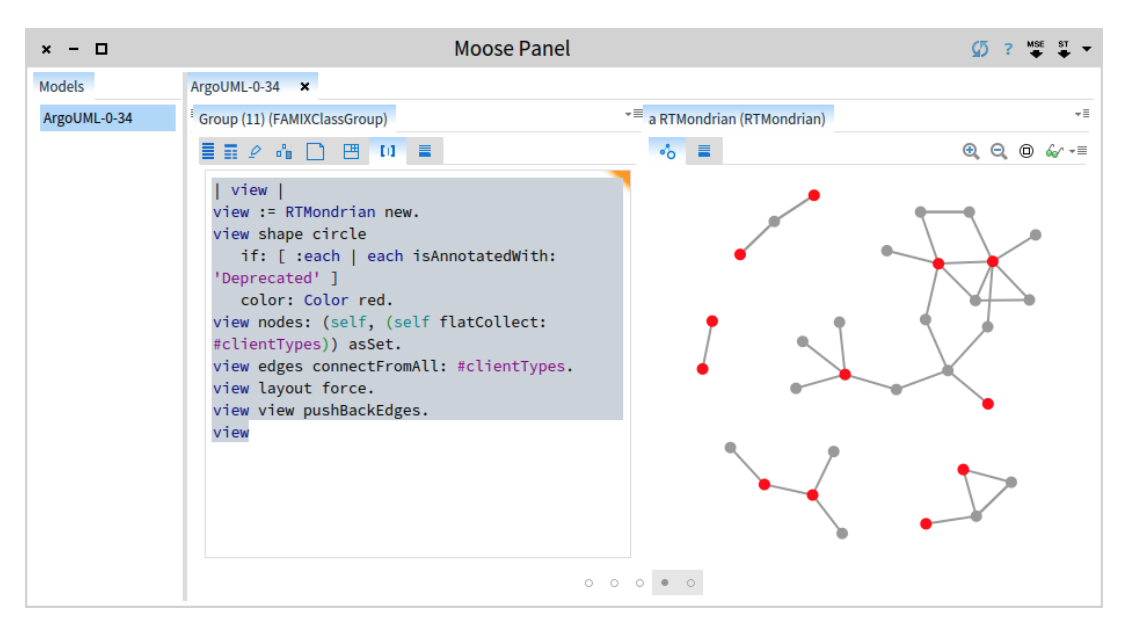 Moose Panel
? MSE ST
Models
ArgoUML-0-34
ArgoUML-0-34
Group (11) (FAMIXClassGroup)
a RTMondrian (RTMondrian)
| view |
view := RTMondrian new.
view shape circle
   if: [ :each | each isAnnotatedWith:
'Deprecated' ]
   color: Color red.
view nodes: (self, (self flatCollect:
#clientTypes)) asSet.
view edges connectFromAll: #clientTypes.
view layout force.
view view pushBackEdges.
view